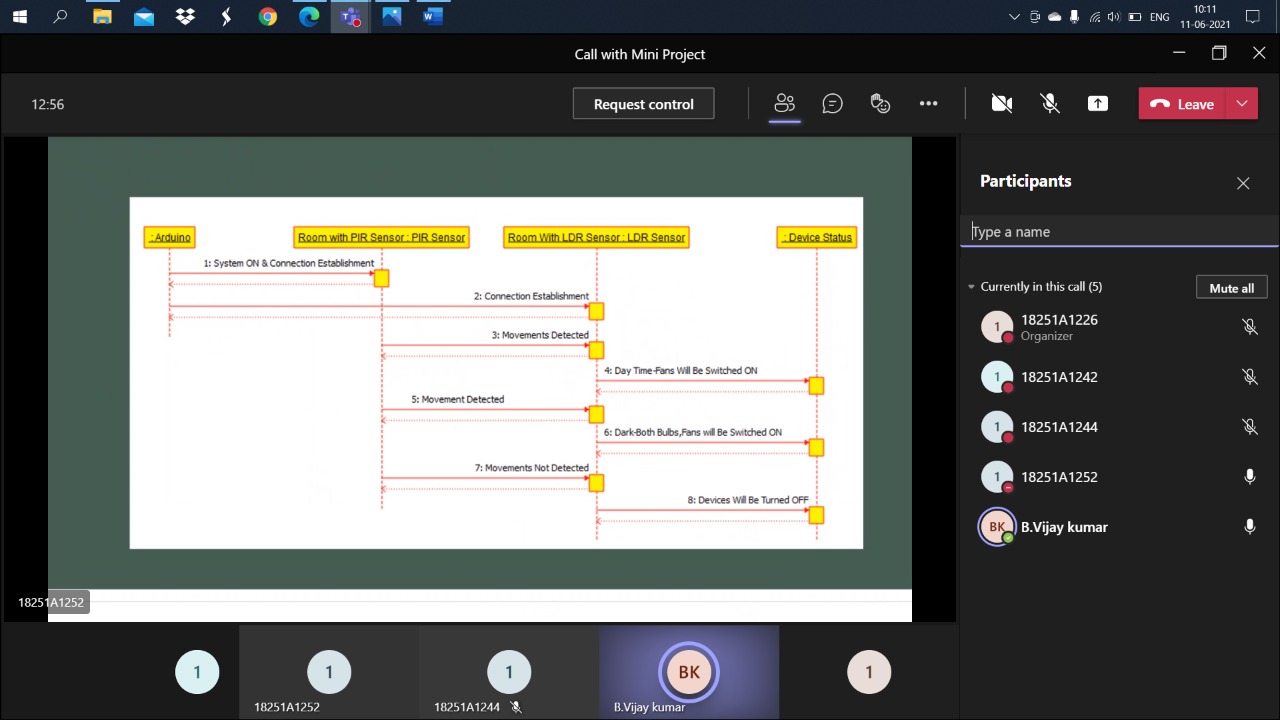 10:11
ENG
11-06-2021
Call with Mini Project
12:56
Request control
Leave
Participants
Type a name
Currently in this call (5)
Mute all
1
18251A1226
Organizer
1
18251A1242
1
18251A1244
1
18251A1252
BK
B.Vijay kumar
: Arduino
Room with PIR Sensor : PIR Sensor
Room With LDR Sensor : LDR Sensor
: Device Status
1: System ON & Connection Establishment
2: Connection Establishment
3: Movements Detected
4: Day Time-Fans Will Be Switched ON
5: Movement Detected
6: Dark-Both Bulbs,Fans will Be Switched ON
7: Movements Not Detected
8: Devices Will Be Turned OFF
18251A1252
1
1
18251A1252
1
18251A1244
BK
B.Vijay kumar
1